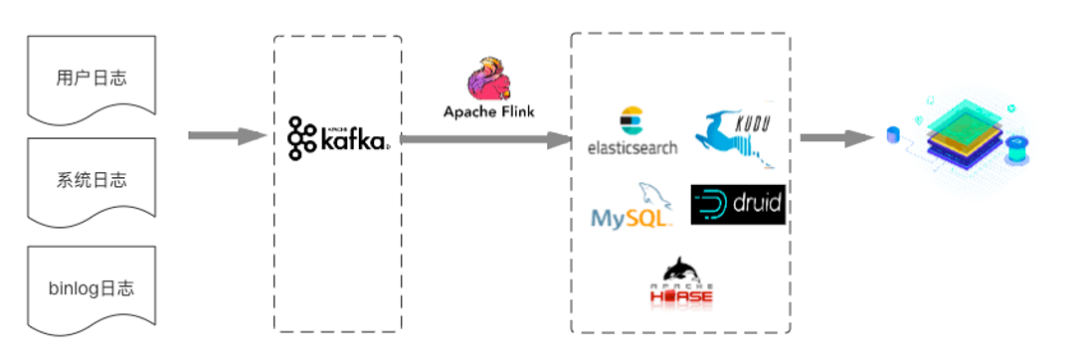 用户日志
系统日志
binlog日志
APACHE
kafka
Apache Flink
elasticsearch
KUDU
MySQL
druid
APACHE
HBASE